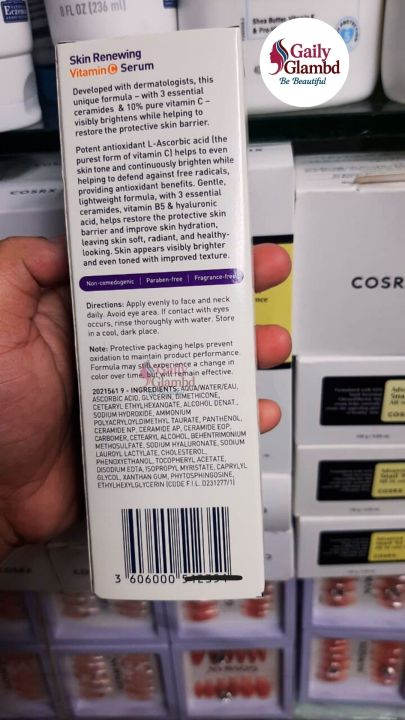 8 FL OZ (236 ml)
Shea Butter,
Gaily
Glambd
Be Beautiful
Skin Renewing
Vitamin C Serum
Developed with dermatologists, this
unique formula – with 3 essential
ceramides & 10% pure vitamin C –
visibly brightens while helping to
restore the protective skin barrier.
Potent antioxidant L-Ascorbic acid (the
purest form of vitamin C) helps to even
skin tone and continuously brighten while
helping to defend against free radicals,
providing antioxidant benefits. Gentle,
lightweight formula, with 3 essential
ceramides, vitamin B5 & hyaluronic
acid, helps restore the protective skin
barrier and improve skin hydration,
leaving skin soft, radiant, and healthy-
looking. Skin appears visibly brighter
and even toned with improved texture.
Non-comedogenic
Paraben-free
Fragrance-free
Directions: Apply evenly to face and neck
daily. Avoid eye area. If contact with eyes
occurs, rinse thoroughly with water. Store
in a cool, dark place.
Note: Protective packaging helps prevent
oxidation to maintain product performance.
Formula may still experience a change in
color over time, but will remain effective.
Gaily
Glambd
2021561 9 - INGREDIENTS: AQUA/WATER/EAU,
ASCORBIC ACID, GLYCERIN, DIMETHICONE,
CETEARYL ETHYLHEXANOATE, ALCOHOL DENAT.,
SODIUM HYDROXIDE, AMMONIUM
POLYACRYLOYLDIMETHYL TAURATE, PANTHENOL,
CERAMIDE NP, CERAMIDE AP, CERAMIDE EOP,
CARBOMER, CETEARYL ALCOHOL, BEHENTRIMONIUM
METHOSULFATE, SODIUM HYALURONATE, SODIUM
LAUROYL LACTYLATE, CHOLESTEROL,
PHENOXYETHANOL, TOCOPHERYL ACETATE,
DISODIUM EDTA, ISOPROPYL MYRISTATE, CAPRYLYL
GLYCOL, XANTHAN GUM, PHYTOSPHINGOSINE,
ETHYLHEXYLGLYCERIN (CODE F.I.L. D231277/1)
3 606000
COSRX
COSRX